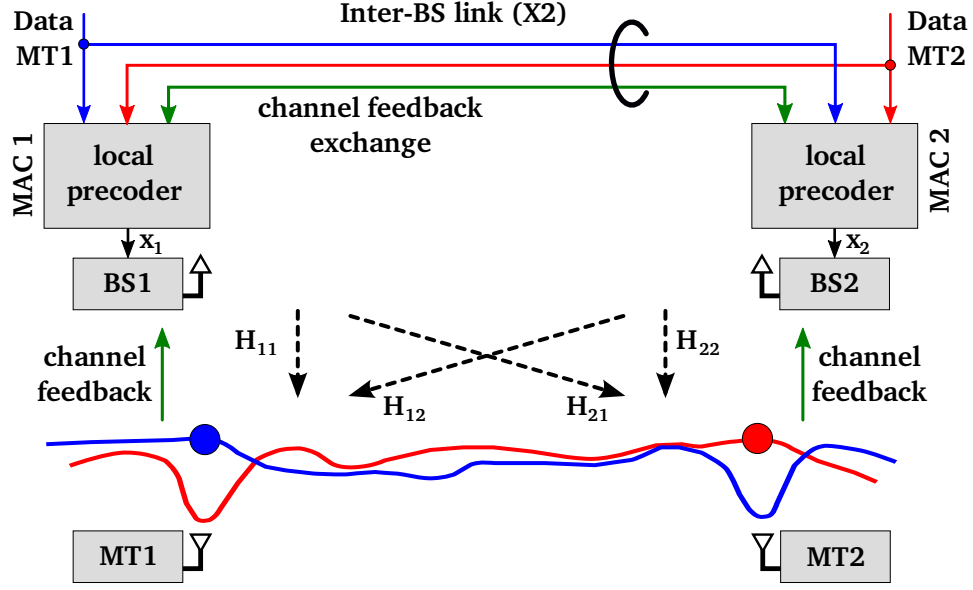 Inter-BS link (X2)
Data
MT1
Data
MT2
channel feedback
exchange
MAC 1
local
precoder
local
precoder
MAC 2
x1
x2
BS1
BS2
channel
feedback
H11
H22
channel
feedback
H12
H21
MT1
MT2